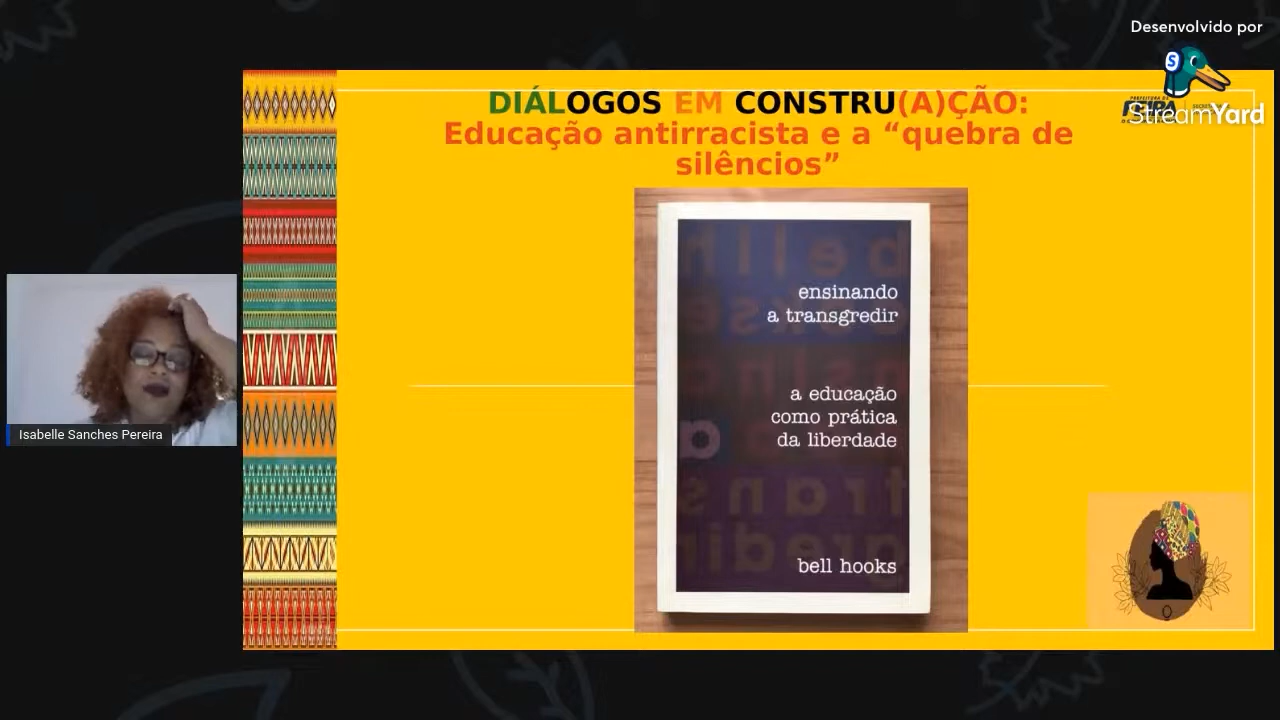 Desenvolvido por
StreamYard
DIÁLOGOS EM CONSTRU(A)ÇÃO:
Educação antirracista e a “quebra de
silêncios”
ensinando
a transgredir
a educação
como prática
da liberdade
bell hooks
Isabelle Sanches Pereira